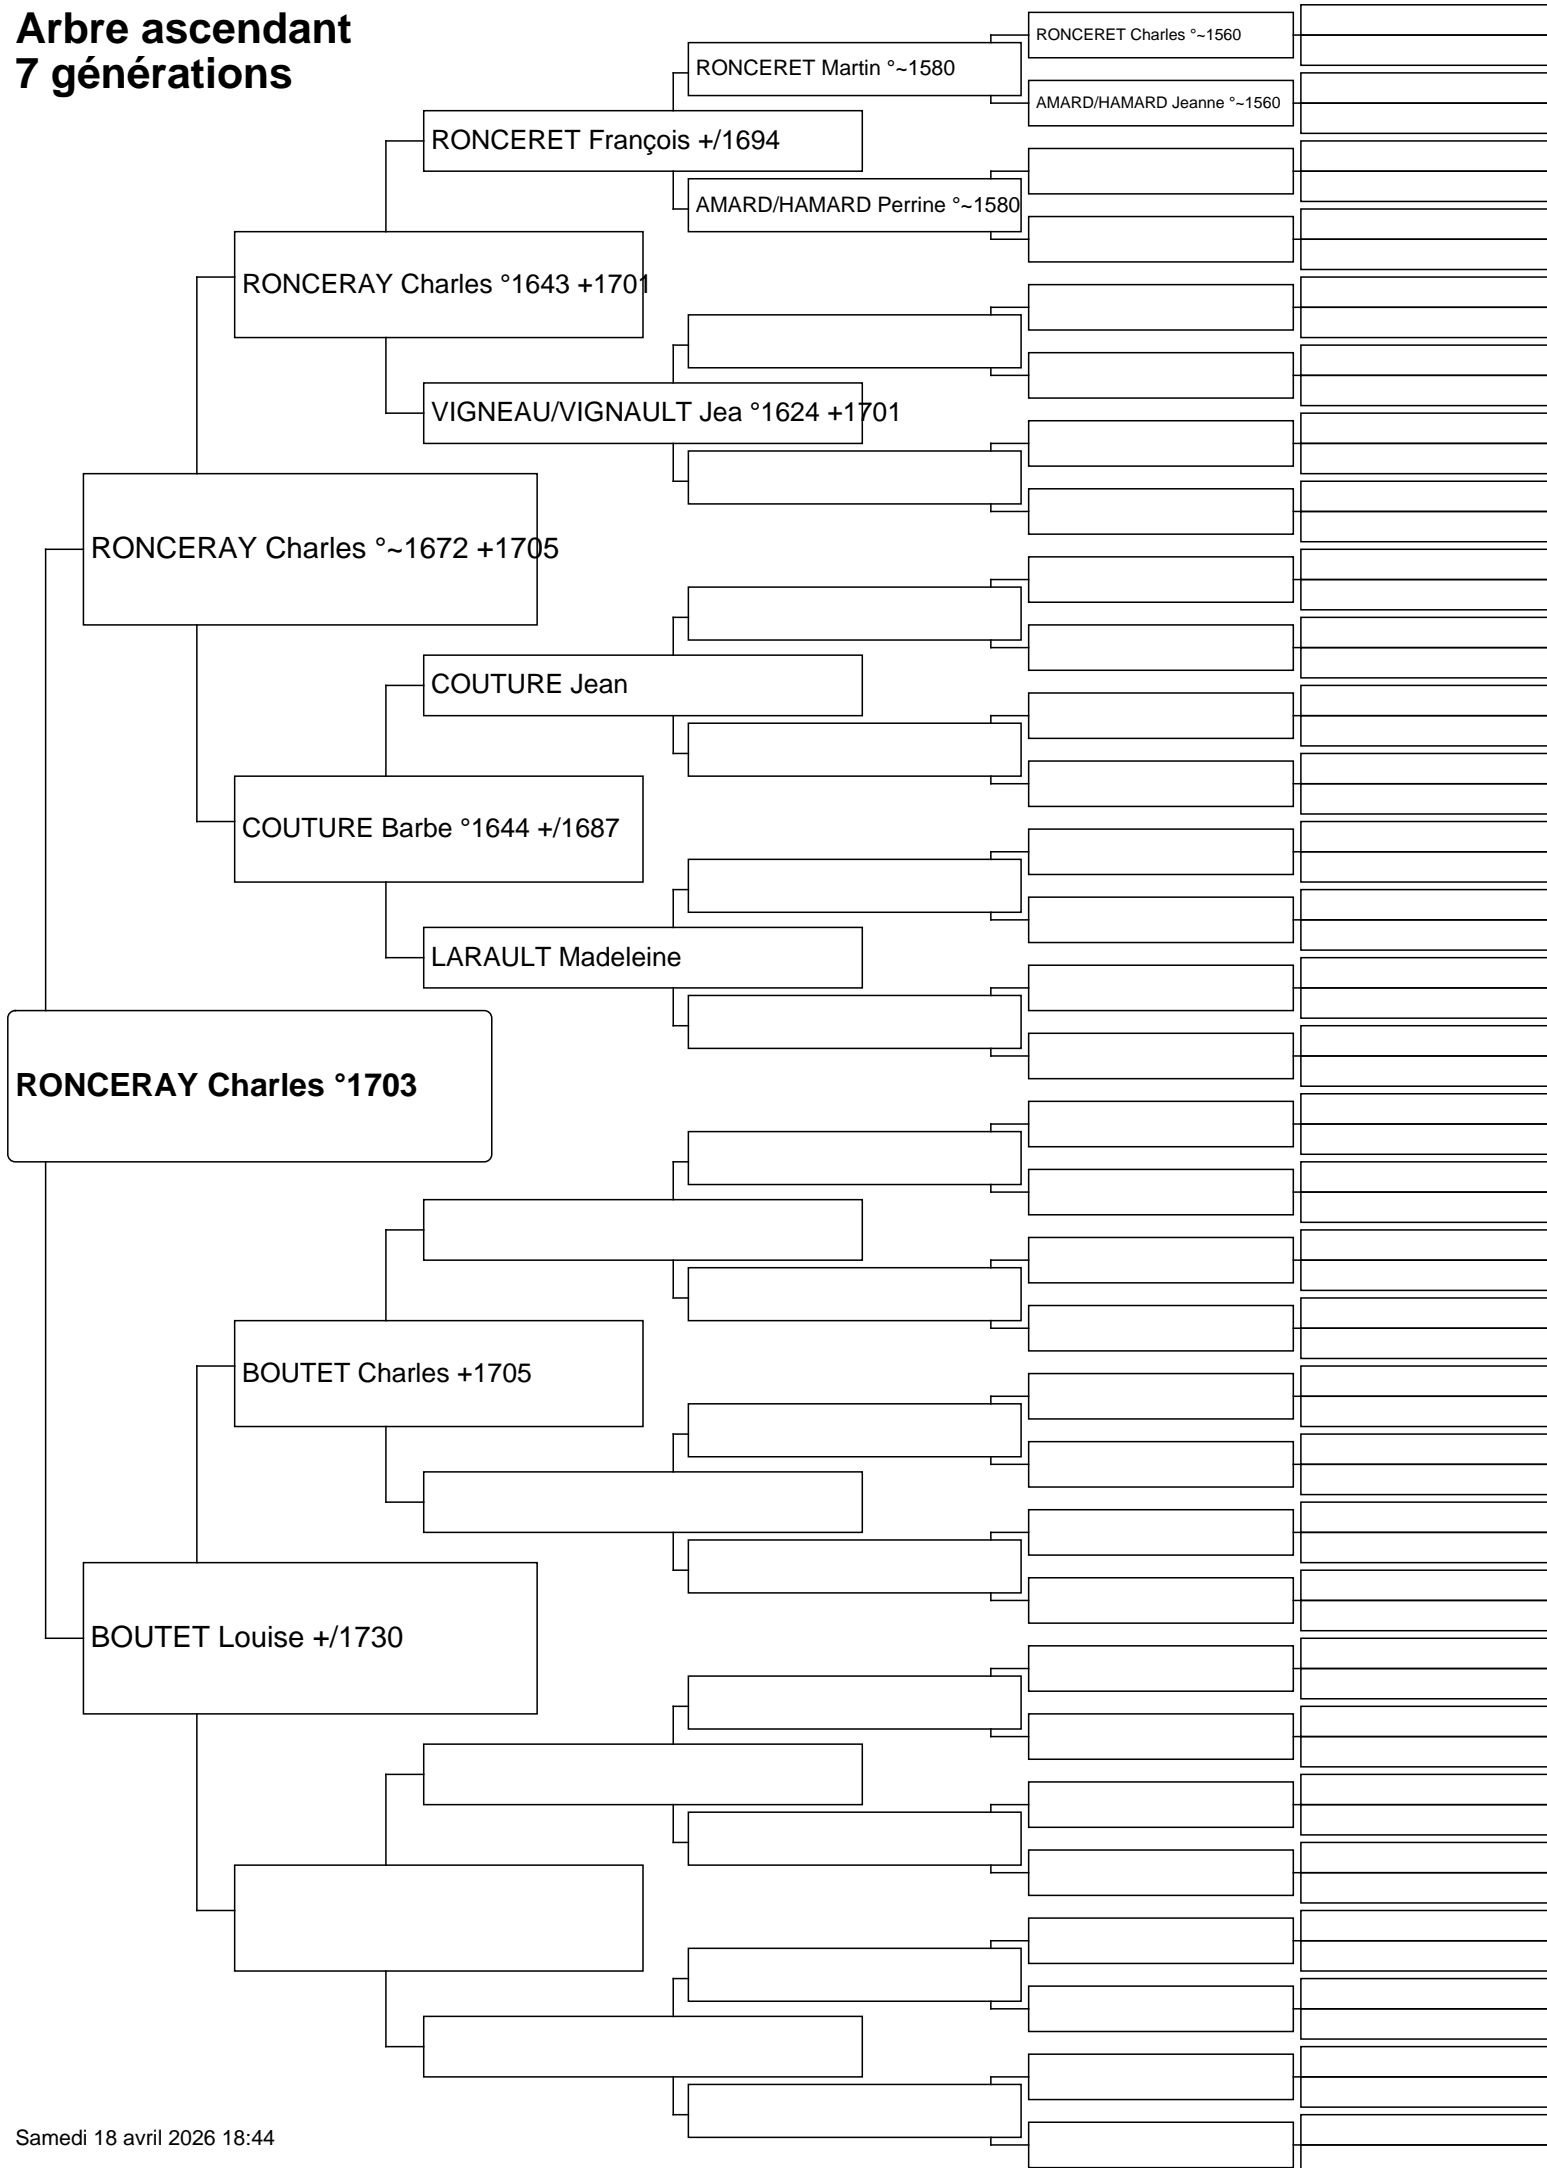 Arbre ascendant
7 générations
RONCERET Charles °~1560
RONCERET Martin °~1580
AMARD/HAMARD Jeanne °~1560
RONCERET François +/1694
AMARD/HAMARD Perrine °~1580
RONCERAY Charles °1643 +1701
VIGNEAU/VIGNAULT Jea °1624 +1701
RONCERAY Charles °~1672 +1705
COUTURE Jean
COUTURE Barbe °1644 +/1687
LARAULT Madeleine
RONCERAY Charles °1703
BOUTET Charles +1705
BOUTET Louise +/1730
Samedi 18 avril 2026 18:44